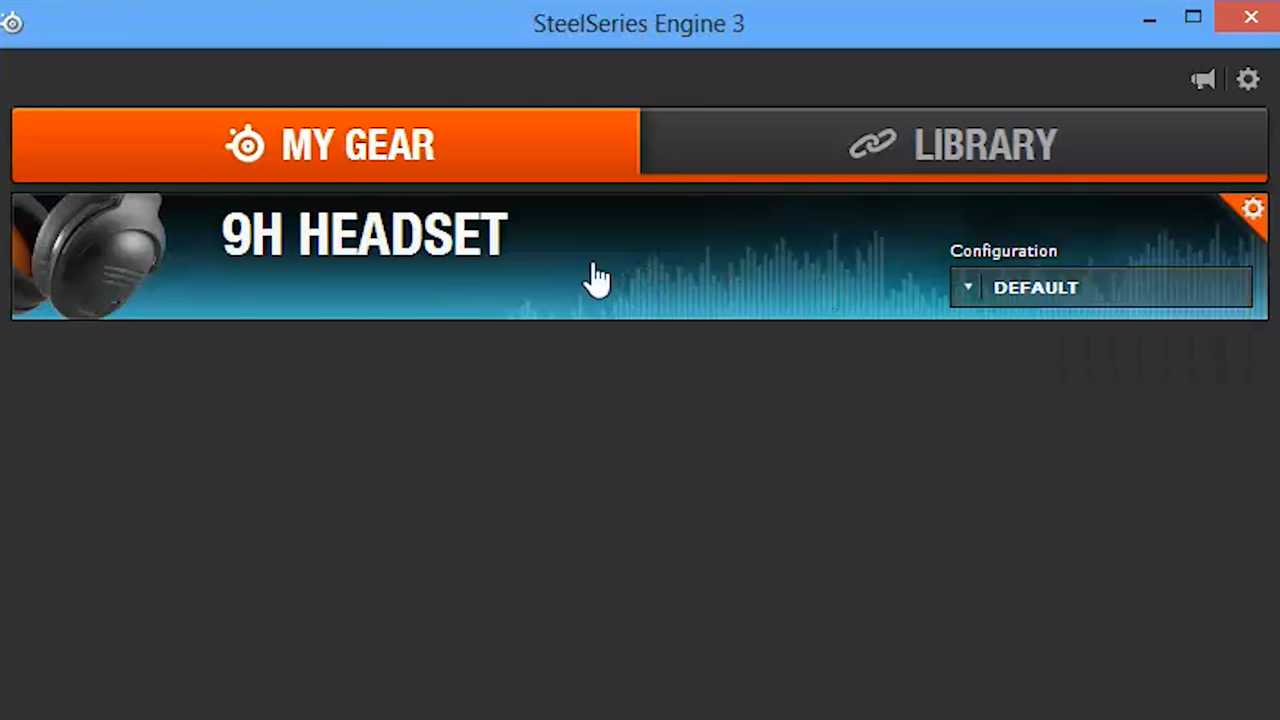 SteelSeries Engine 3
MY GEAR
LIBRARY
9H HEADSET
Configuration
DEFAULT